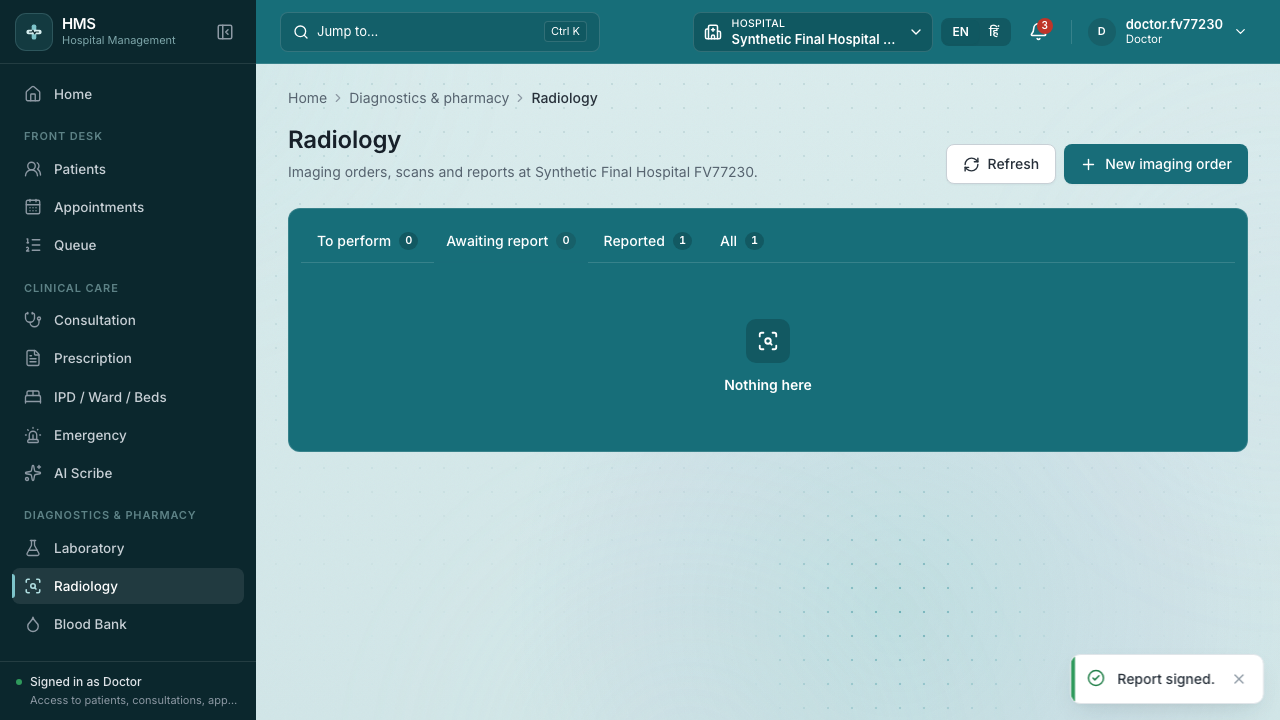 HMS
Hospital Management
Jump to...
Ctrl K
HOSPITAL
Synthetic Final Hospital ...
EN
हिं
3
D
doctor.fv77230
Doctor
Home
FRONT DESK
Patients
Appointments
Queue
CLINICAL CARE
Consultation
Prescription
IPD / Ward / Beds
Emergency
AI Scribe
DIAGNOSTICS & PHARMACY
Laboratory
Radiology
Blood Bank
Signed in as Doctor
Access to patients, consultations, app...
Home > Diagnostics & pharmacy > Radiology
Radiology
Imaging orders, scans and reports at Synthetic Final Hospital FV77230.
Refresh
New imaging order
To perform 0
Awaiting report 0
Reported 1
All 1
Nothing here
Report signed.